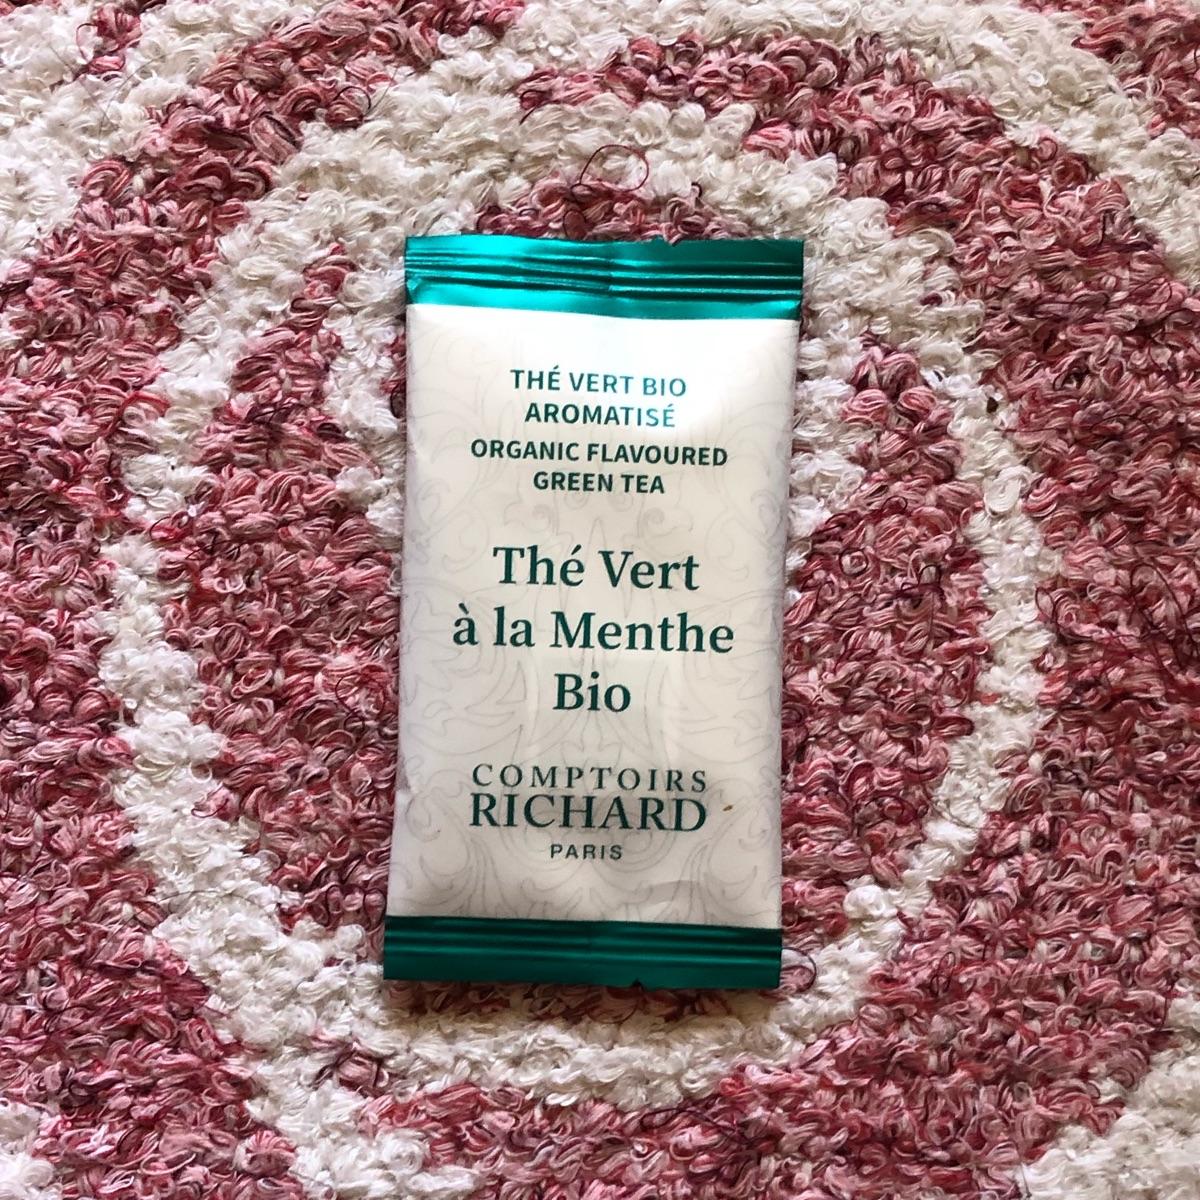 THÉ VERT BIO
AROMATISÉ
ORGANIC FLAVOURED
GREEN TEA
Thé Vert
à la Menthe
Bio
COMPTOIRS
RICHARD
PARIS